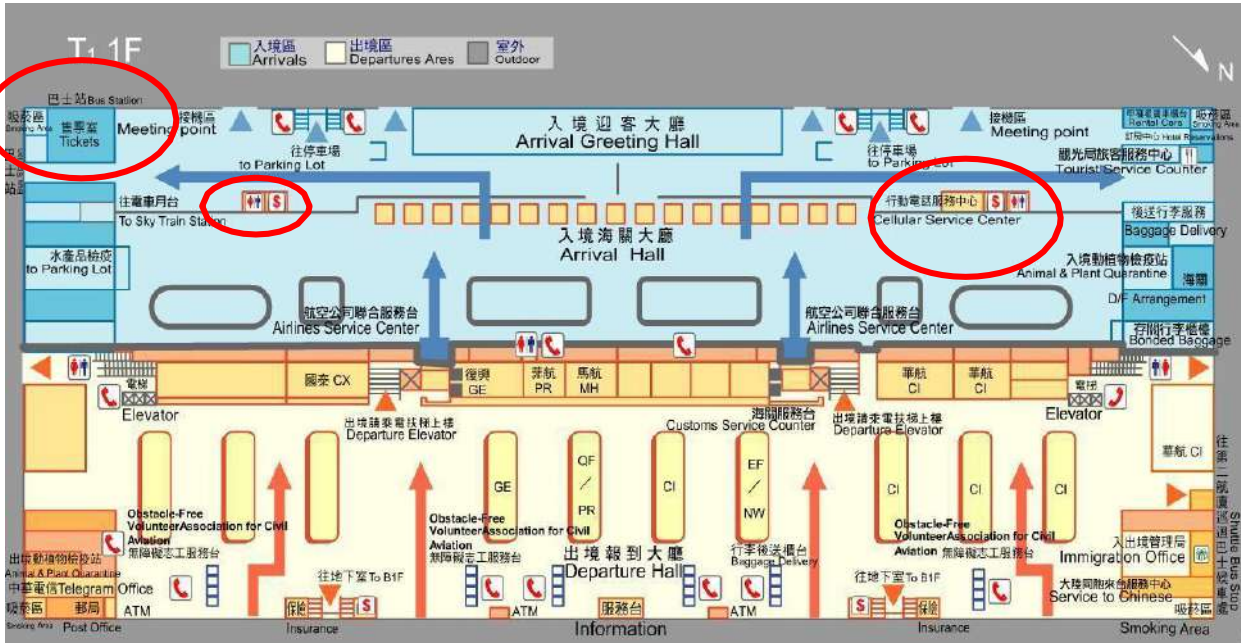 T1 1F
入境區
Arrivals
出境區
Departures Ares
室外
Outdoor
N
巴士站Bus Station
吸菸區
Smoking Area
售票室
Tickets
接機區
Meeting point
往停車場
to Parking Lot
入境迎客大廳
Arrival Greeting Hall
往停車場
to Parking Lot
接機區
Meeting point
Rental Cars
吸菸區
Smoking Area
訂房中心 Hotel Reservations
觀光局旅客服務中心
Tourist Service Counter
往電車月台
To Sky Train Station
$
行動電話服務中心
$
Cellular Service Center
後送行李服務
Baggage Delivery
入境海關大廳
Arrival Hall
水產品檢疫
to Parking Lot
入境動植物檢疫站
Animal & Plant Quarantine
海關
D/F Arrangement
航空公司聯合服務台
Airlines Service Center
航空公司聯合服務台
Airlines Service Center
存關行李櫃檯
Bonded Baggage
電梯
Elevator
國泰 CX
復興
GE
菲航
PR
馬航
MH
華航
CI
華航
CI
電梯
Elevator
出境請乘電扶梯上樓
Departure Elevator
海關服務台
Customs Service Counter
出境請乘電扶梯上樓
Departure Elevator
華航 CI
GE
QF
/
PR
CI
EF
/
NW
CI
CI
CI
往第二航廈巡迴巴士候車處
Shuttle Bus Stop
Obstacle-Free
VolunteerAssociation for Civil
Aviation 無障礙志工服務台
Obstacle-Free
VolunteerAssociation for Civil
Aviation
無障礙志工服務台
Obstacle-Free
VolunteerAssociation for Civil
Aviation 無障礙志工服務台
出境動植物檢疫站
Animal & Plant Quarantine
出境報到大廳
Departure Hall
行李後送櫃台
Baggage Delivery
入出境管理局
Immigration Office
中華電信Telegram Office
往地下室To B1F
往地下室To B1F
大陸同胞來台服務中心
Service to Chinese
吸菸區
Smoking Area
郵局
Post Office
ATM
保險
$
Insurance
ATM
服務台
Information
ATM
$
保險
Insurance
吸菸區
Smoking Area